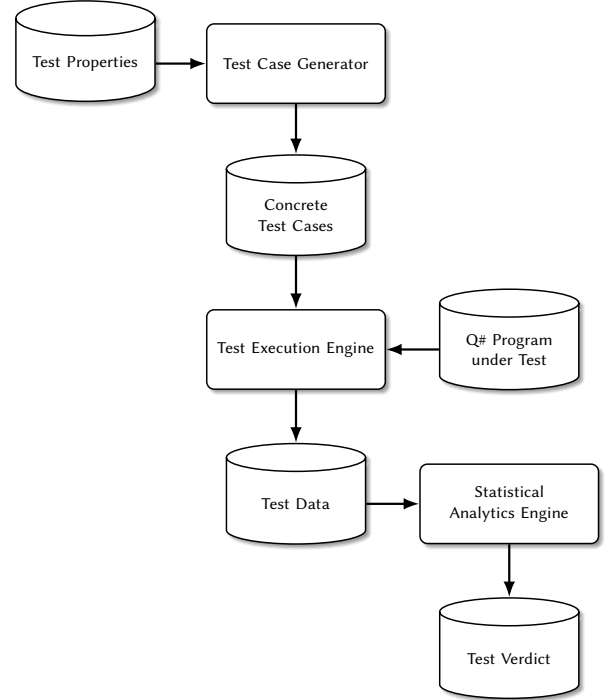 Test Properties
Test Case Generator
Concrete
Test Cases
Test Execution Engine
Q# Program
under Test
Test Data
Statistical
Analytics Engine
Test Verdict